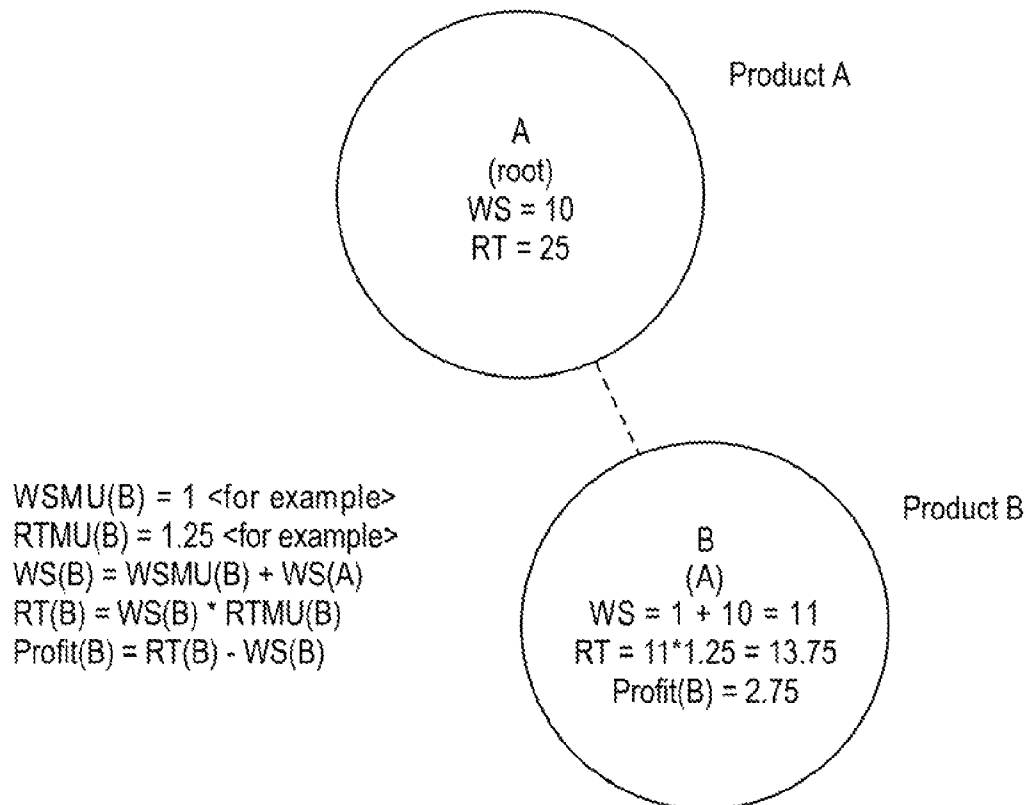 Product A
A
(root)
WS = 10
RT = 25
WSMU(B) = 1 <for example>
RTMU(B) = 1.25 <for example>
WS(B) = WSMU(B) + WS(A)
RT(B) = WS(B) * RTMU(B)
Profit(B) = RT(B) - WS(B)
Product B
B
(A)
WS = 1 + 10 = 11
RT = 11*1.25 = 13.75
Profit(B) = 2.75